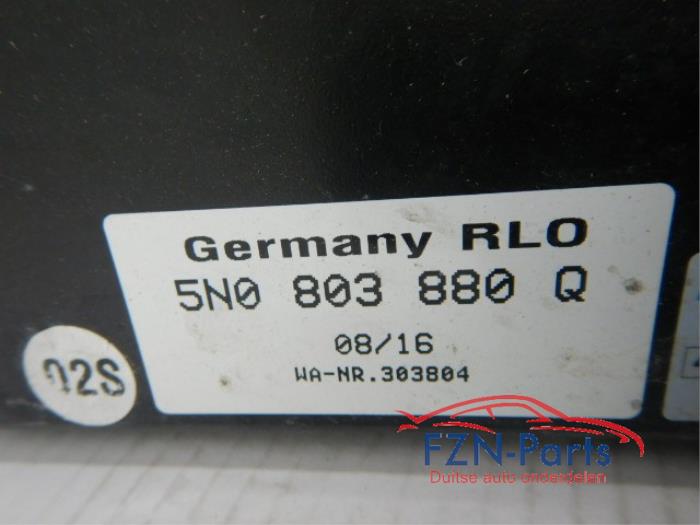 Germany RLO
5N0 803 880 Q
08/16
WA-NR.303804
02S
FZN-Parts
Duitse auto onderdelen